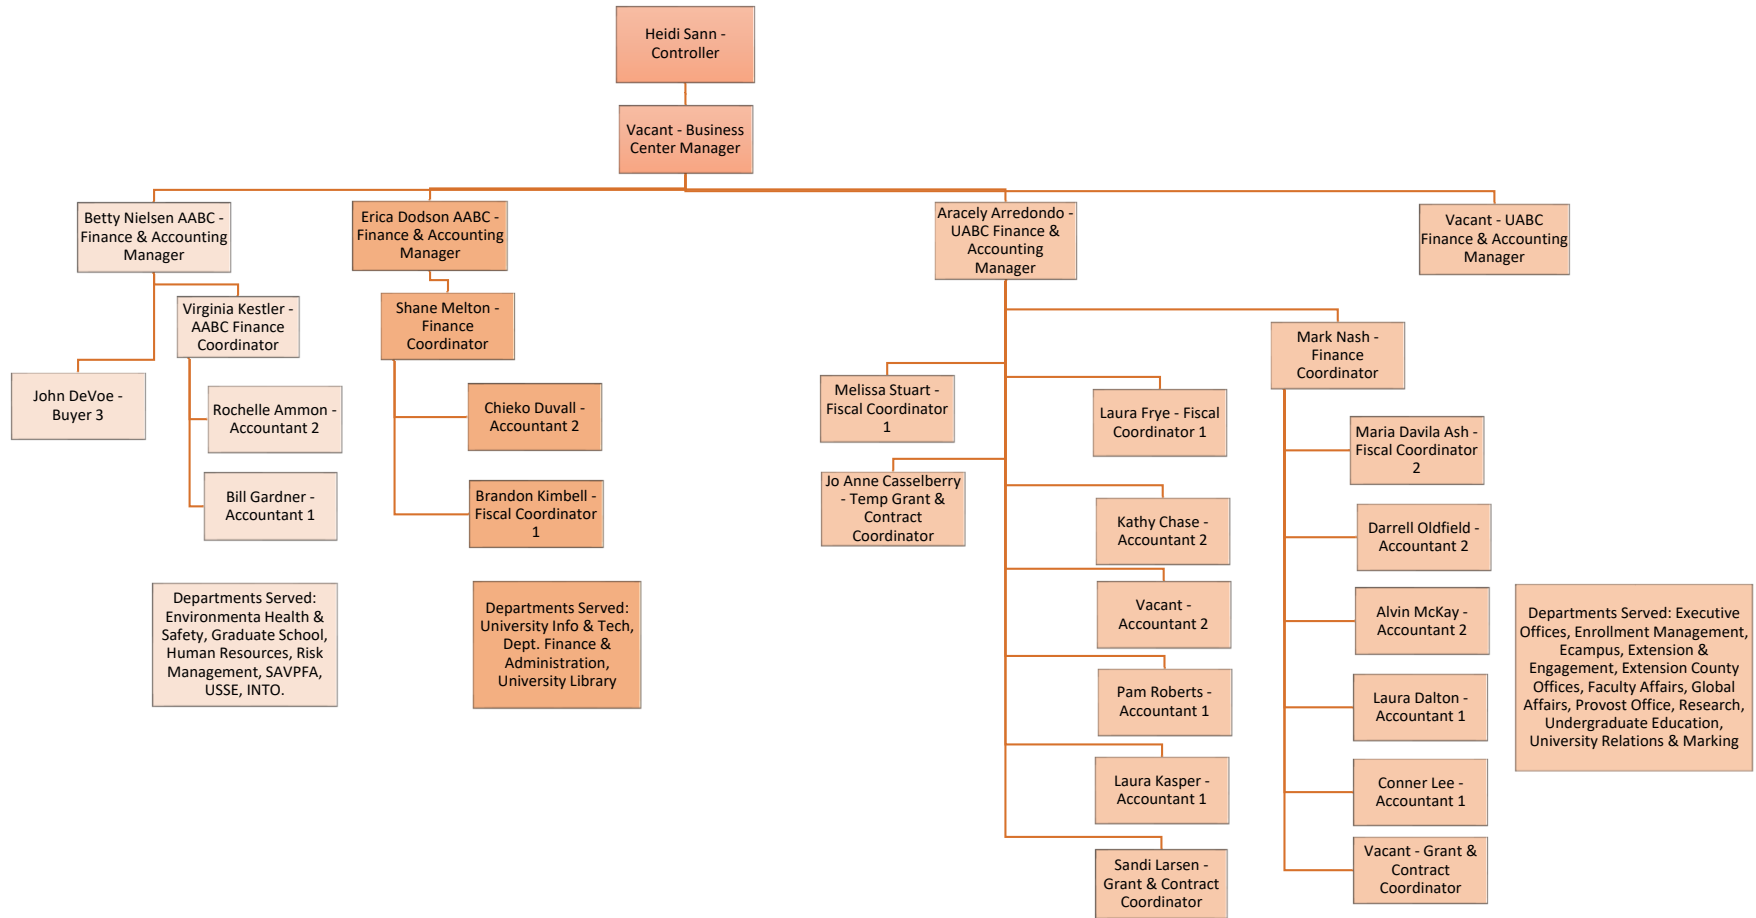 Heidi Sann -
Controller
Vacant - Business
Center Manager
Betty Nielsen AABC -
Finance & Accounting
Manager
Erica Dodson AABC -
Finance & Accounting
Manager
Aracely Arredondo -
UABC Finance &
Accounting
Manager
Vacant - UABC
Finance & Accounting
Manager
Virginia Kestler -
AABC Finance
Coordinator
John DeVoe -
Buyer 3
Rochelle Ammon -
Accountant 2
Bill Gardner -
Accountant 1
Departments Served:
Environmenta Health &
Safety, Graduate School,
Human Resources, Risk
Management, SAVPFA,
USSE, INTO.
Shane Melton -
Finance
Coordinator
Chieko Duvall -
Accountant 2
Brandon Kimbell -
Fiscal Coordinator
1
Departments Served:
University Info & Tech,
Dept. Finance &
Administration,
University Library
Melissa Stuart -
Fiscal Coordinator
1
Laura Frye - Fiscal
Coordinator 1
Jo Anne Casselberry
- Temp Grant &
Contract
Coordinator
Kathy Chase -
Accountant 2
Vacant -
Accountant 2
Pam Roberts -
Accountant 1
Laura Kasper -
Accountant 1
Sandi Larsen -
Grant & Contract
Coordinator
Mark Nash -
Finance
Coordinator
Maria Davila Ash -
Fiscal Coordinator
2
Darrell Oldfield -
Accountant 2
Alvin McKay -
Accountant 2
Laura Dalton -
Accountant 1
Conner Lee -
Accountant 1
Vacant - Grant &
Contract
Coordinator
Departments Served: Executive
Offices, Enrollment Management,
Ecampus, Extension &
Engagement, Extension County
Offices, Faculty Affairs, Global
Affairs, Provost Office, Research,
Undergraduate Education,
University Relations & Marking